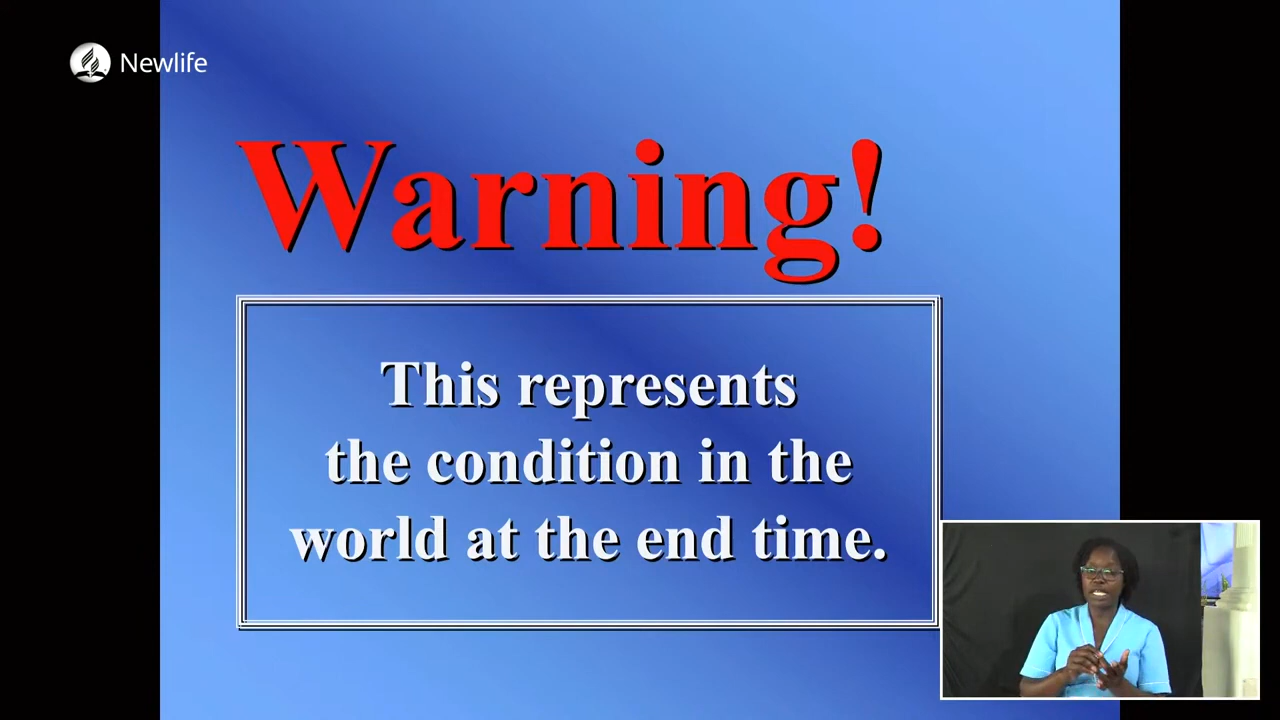 Newlife
Warning!
This represents
the condition in the
world at the end time.